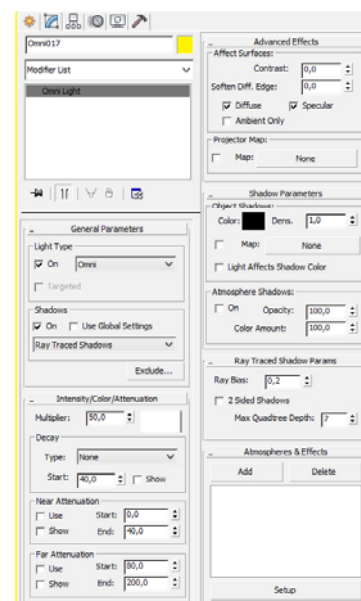 Omni017
Modifier List
Omni Light
General Parameters
Light Type
On Omni
Targeted
Shadows
On Use Global Settings
Ray Traced Shadows
Exclude...
Intensity/Color/Attenuation
Multiplier: 50,0
Decay
Type: None
Start: 40,0 Show
Near Attenuation
Use Start: 0,0
Show End: 40,0
Far Attenuation
Use Start: 80,0
Show End: 200,0
Advanced Effects
Affect Surfaces:
Contrast: 0,0
Soften Diff. Edge: 0,0
Diffuse Specular
Ambient Only
Projector Map:
Map: None
Shadow Parameters
Object Shadows:
Color: Dens. 1,0
Map: None
Light Affects Shadow Color
Atmosphere Shadows:
On Opacity: 100,0
Color Amount: 100,0
Ray Traced Shadow Params
Ray Bias: 0,2
2 Sided Shadows
Max Quadtree Depth: 7
Atmospheres & Effects
Add Delete
Setup